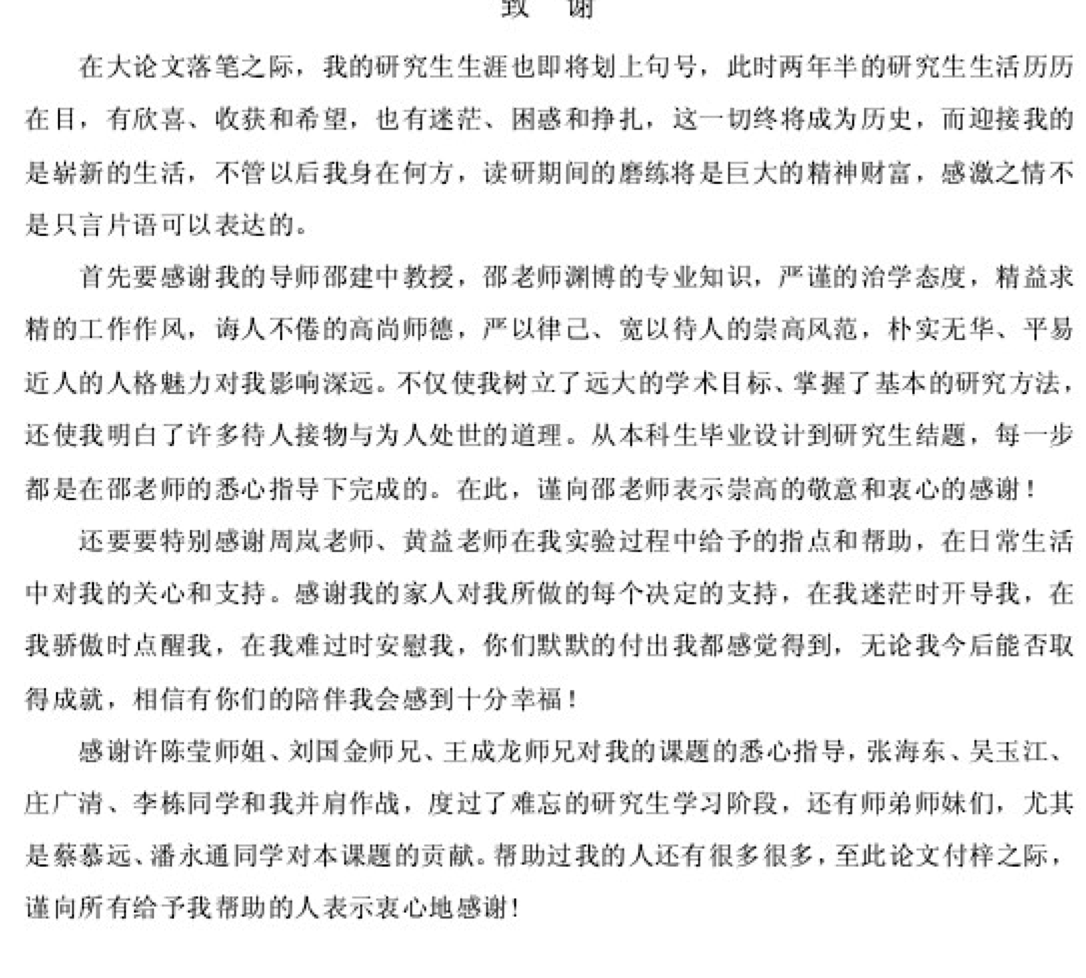 致 谢
在大论文落笔之际，我的研究生生涯也即将划上句号，此时两年半的研究生生活历历
在目，有欣喜、收获和希望，也有迷茫、困惑和挣扎，这一切终将成为历史，而迎接我的
是崭新的生活，不管以后我身在何方，读研期间的磨练将是巨大的精神财富，感激之情不
是只言片语可以表达的。
首先要感谢我的导师邵建中教授，邵老师渊博的专业知识，严谨的治学态度，精益求
精的工作作风，诲人不倦的高尚师德，严以律己、宽以待人的崇高风范，朴实无华、平易
近人的人格魅力对我影响深远。不仅使我树立了远大的学术目标、掌握了基本的研究方法，
还使我明白了许多待人接物与为人处世的道理。从本科生毕业设计到研究生结题，每一步
都是在邵老师的悉心指导下完成的。在此，谨向邵老师表示崇高的敬意和衷心的感谢！
还要要特别感谢周岚老师、黄益老师在我实验过程中给予的指点和帮助，在日常生活
中对我的关心和支持。感谢我的家人对我所做的每个决定的支持，在我迷茫时开导我，在
我骄傲时点醒我，在我难过时安慰我，你们默默的付出我都感觉得到，无论我今后能否取
得成就，相信有你们的陪伴我会感到十分幸福！
感谢许陈莹师姐、刘国金师兄、王成龙师兄对我的课题的悉心指导，张海东、吴玉江、
庄广清、李栋同学和我并肩作战，度过了难忘的研究生学习阶段，还有师弟师妹们，尤其
是蔡慕远、潘永通同学对本课题的贡献。帮助过我的人还有很多很多，至此论文付梓之际，
谨向所有给予我帮助的人表示衷心地感谢！